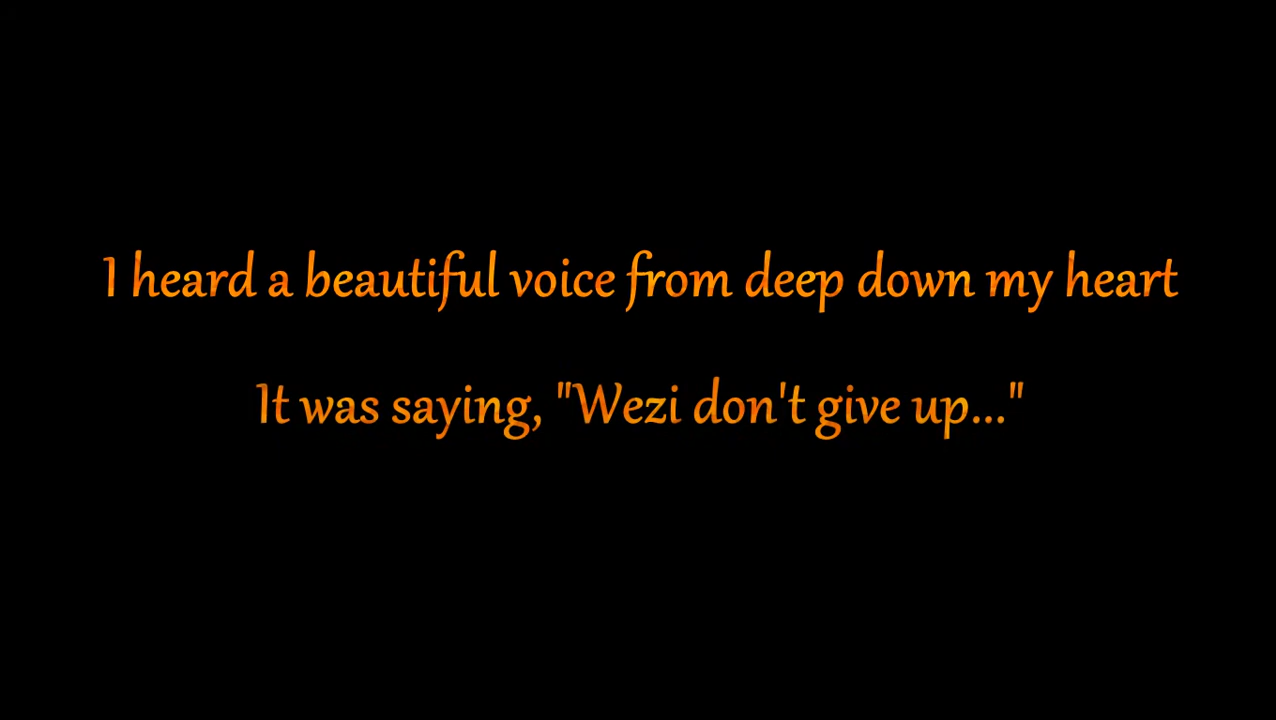 I heard a beautiful voice from deep down my heart
It was saying, "Wezi don't give up..."